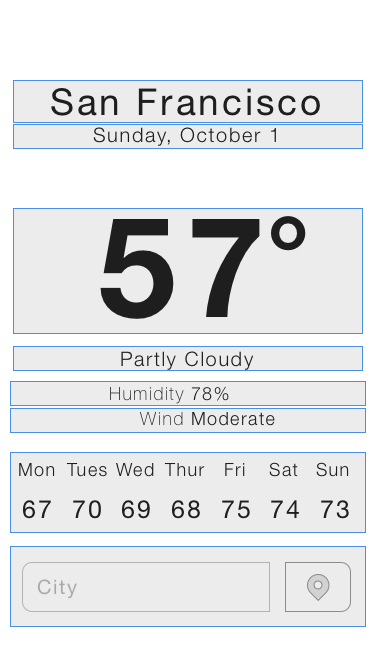 San Francisco
Sunday, October 1
57°
Partly Cloudy
Humidity 78%
Wind Moderate
Mon Tues Wed Thur Fri Sat Sun
67 70 69 68 75 74 73
City